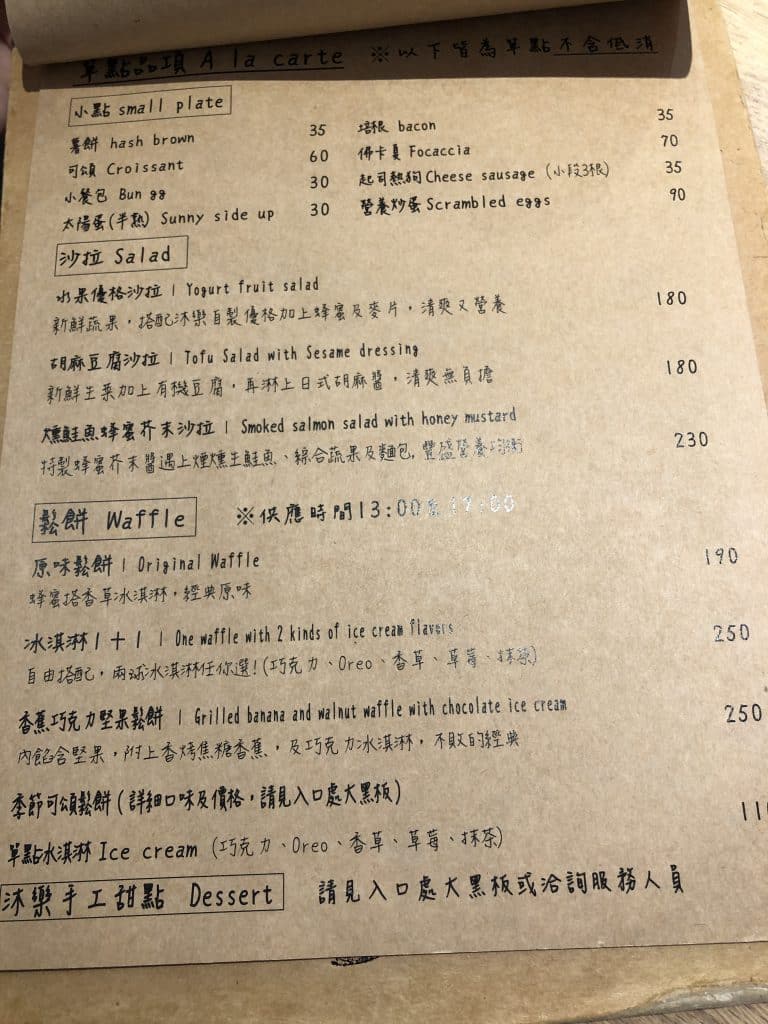 單點品項 A la carte ※以下皆為單點不含低消
小點 small plate
薯餅 hash brown 35
培根 bacon 35
可頌 Croissant 60
佛卡夏 Focaccia 70
小餐包 Bun gg 30
起司熱狗 Cheese sausage (小段3根) 35
太陽蛋(半熟) Sunny side up 30
營養炒蛋 Scrambled eggs 90
沙拉 Salad
水果優格沙拉 | Yogurt fruit salad 180
新鮮蔬果，搭配沐樂自製優格加上蜂蜜及麥片，清爽又營養
胡麻豆腐沙拉 | Tofu Salad with Sesame dressing 180
新鮮生菜加上有機豆腐，再淋上日式胡麻醬，清爽無負擔
燻鮭魚蜂蜜芥末沙拉 | Smoked salmon salad with honey mustard 230
特製蜂蜜芥末醬遇上煙燻生鮭魚、綜合蔬果及麵包，豐盛營養均衡
鬆餅 Waffle ※供應時間13:00至17:00
原味鬆餅 | Original Waffle 190
蜂蜜搭香草冰淇淋，經典原味
冰淇淋1+1 | One waffle with 2 kinds of ice cream flavors 250
自由搭配，兩球冰淇淋任你選!(巧克力、Oreo、香草、草莓、抹茶)
香蕉巧克力堅果鬆餅 | Grilled banana and walnut waffle with chocolate ice cream 250
內餡含堅果，附上香烤焦糖香蕉，及巧克力冰淇淋，不敗的經典
季節可頌鬆餅(詳細口味及價格，請見入口處大黑板)
單點冰淇淋 Ice cream (巧克力、Oreo、香草、草莓、抹茶)
沐樂手工甜點 Dessert 請見入口處大黑板或洽詢服務人員